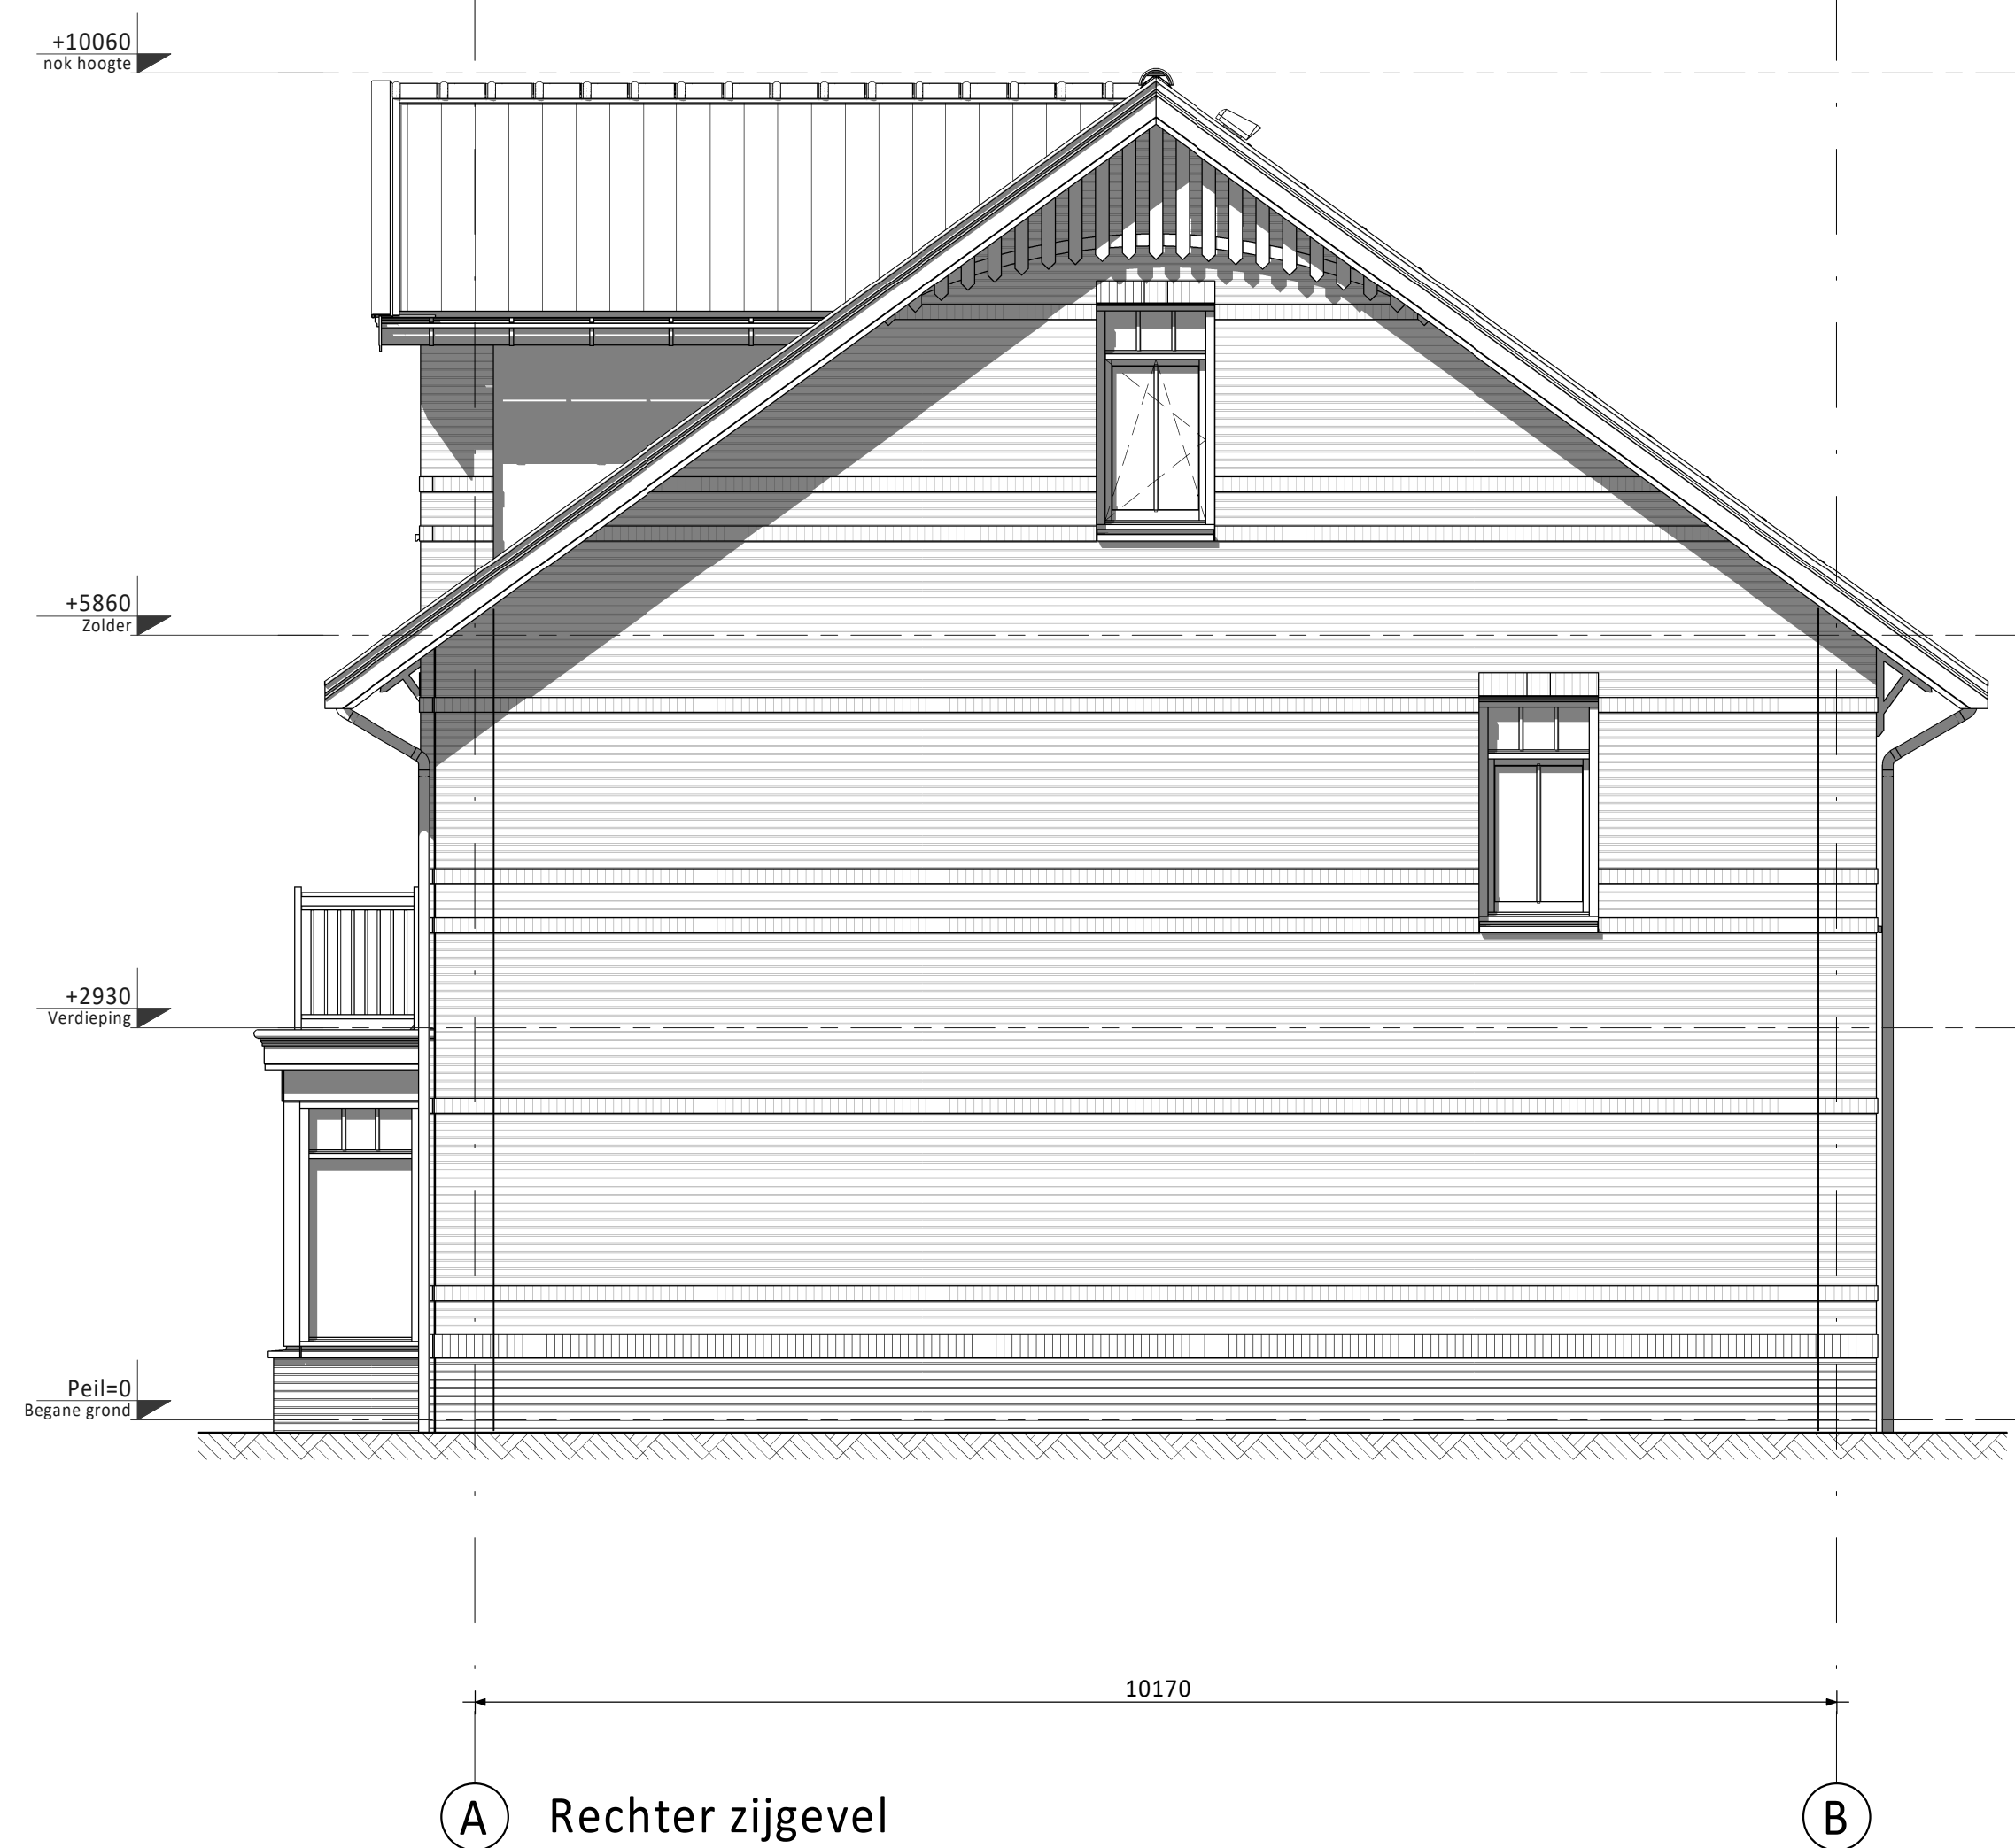 +10060
nok hoogte
+5860
Zolder
+2930
Verdieping
Peil=0
Begane grond
10170
A Rechter zijgevel B